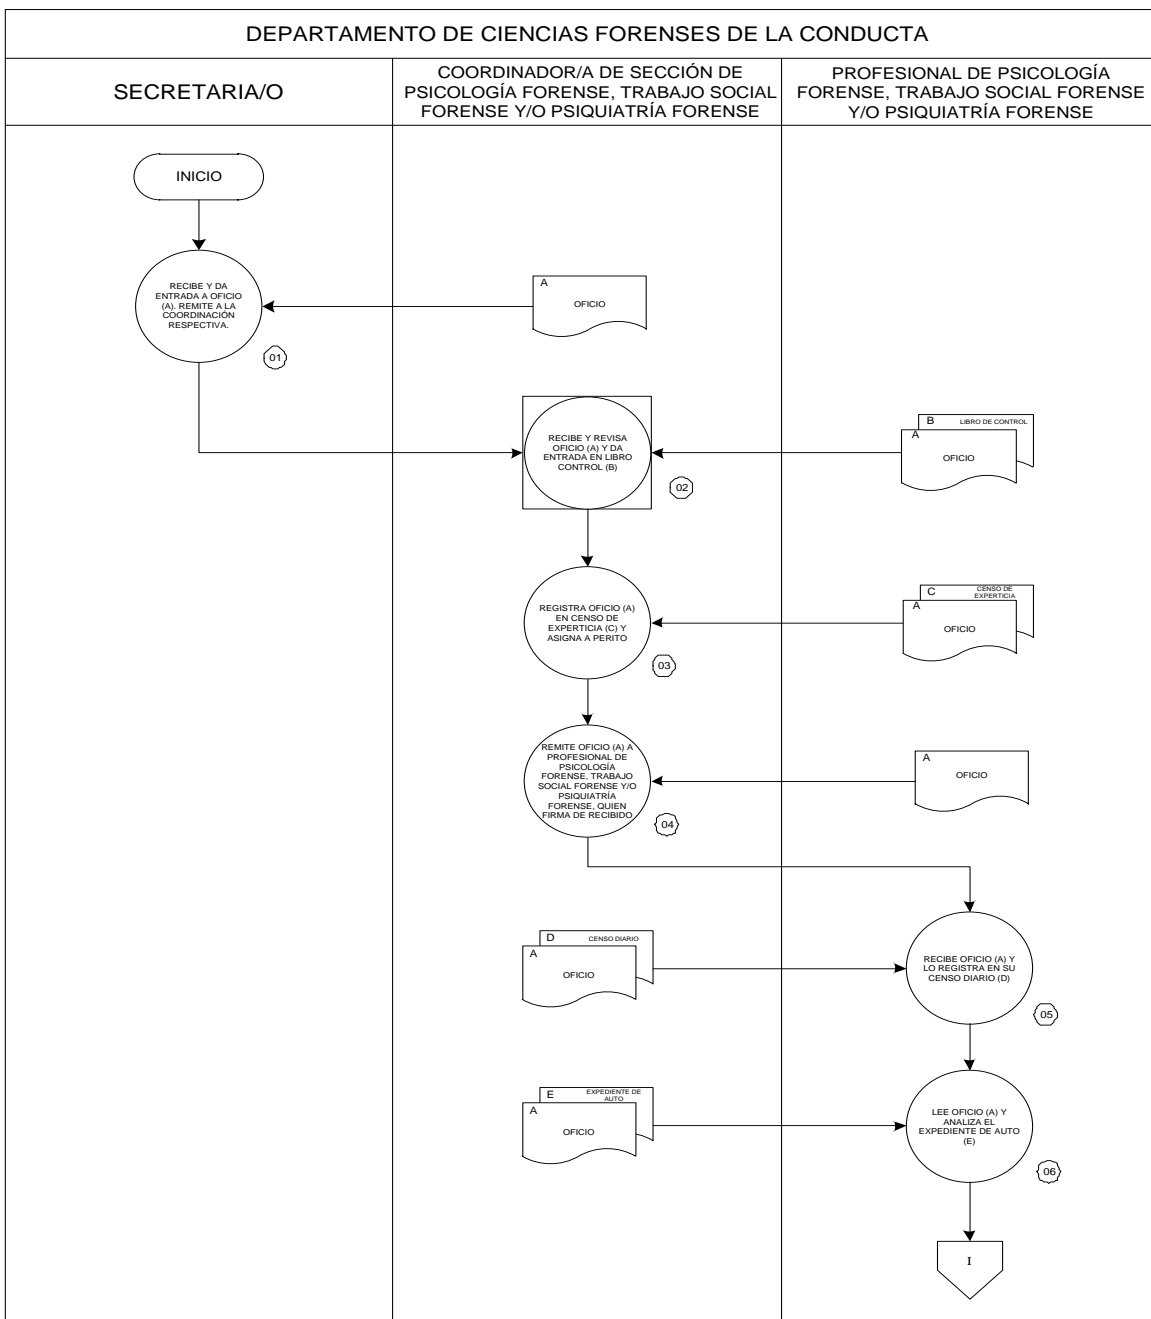 DEPARTAMENTO DE CIENCIAS FORENSES DE LA CONDUCTA
SECRETARIA/O
COORDINADOR/A DE SECCIÓN DE
PSICOLOGÍA FORENSE, TRABAJO SOCIAL
FORENSE Y/O PSIQUIATRÍA FORENSE
PROFESIONAL DE PSICOLOGÍA
FORENSE, TRABAJO SOCIAL FORENSE
Y/O PSIQUIATRÍA FORENSE
INICIO
RECIBE Y DA
ENTRADA A OFICIO
(A). REMITE A LA
COORDINACIÓN
RESPECTIVA.
01
A
OFICIO
RECIBE Y REVISA
OFICIO (A) Y DA
ENTRADA EN LIBRO
CONTROL (B)
02
B LIBRO DE CONTROL
A
OFICIO
REGISTRA OFICIO (A)
EN CENSO DE
EXPERTICIA (C) Y
ASIGNA A PERITO
03
C CENSO DE
EXPERTICIA
A
OFICIO
REMITE OFICIO (A) A
PROFESIONAL DE
PSICOLOGÍA
FORENSE, TRABAJO
SOCIAL FORENSE Y/O
PSIQUIATRÍA
FORENSE, QUIEN
FIRMA DE RECIBIDO
04
A
OFICIO
D CENSO DIARIO
A
OFICIO
RECIBE OFICIO (A) Y
LO REGISTRA EN SU
CENSO DIARIO (D)
05
E EXPEDIENTE DE
AUTO
A
OFICIO
LEE OFICIO (A) Y
ANALIZA EL
EXPEDIENTE DE AUTO
(E)
06
I